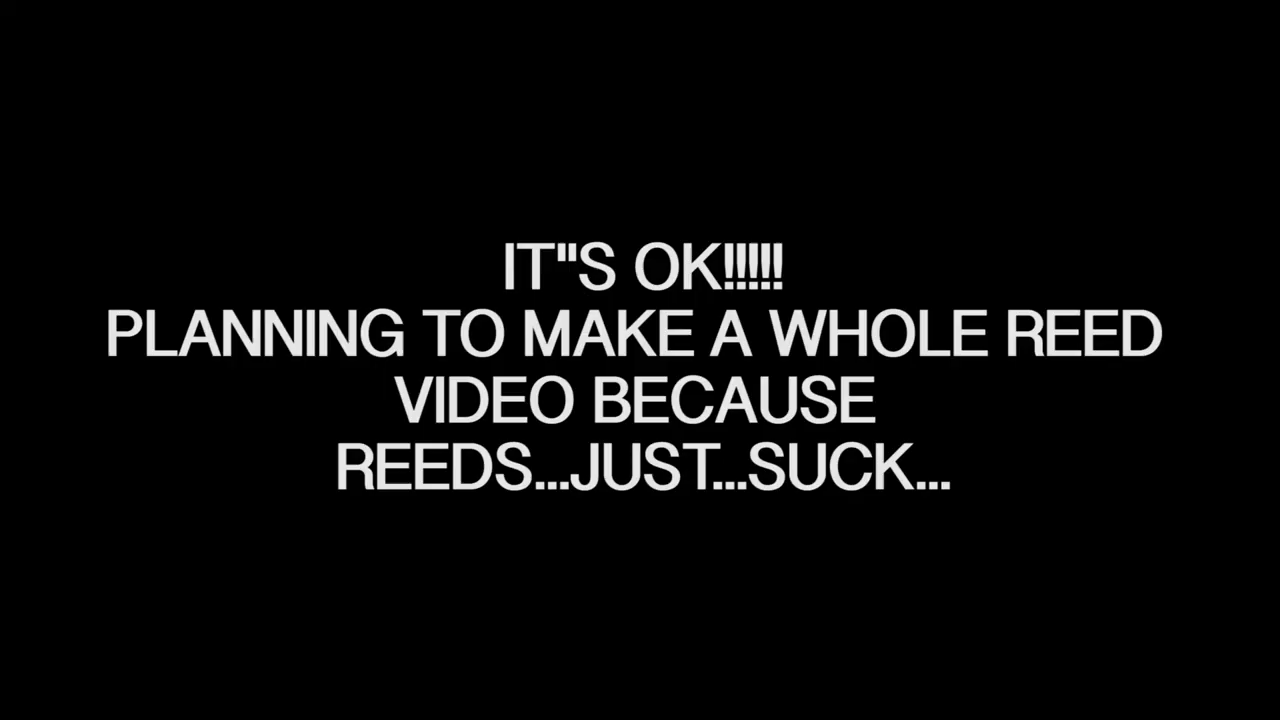 IT"S OK!!!!!
PLANNING TO MAKE A WHOLE REED
VIDEO BECAUSE
REEDS...JUST...SUCK...